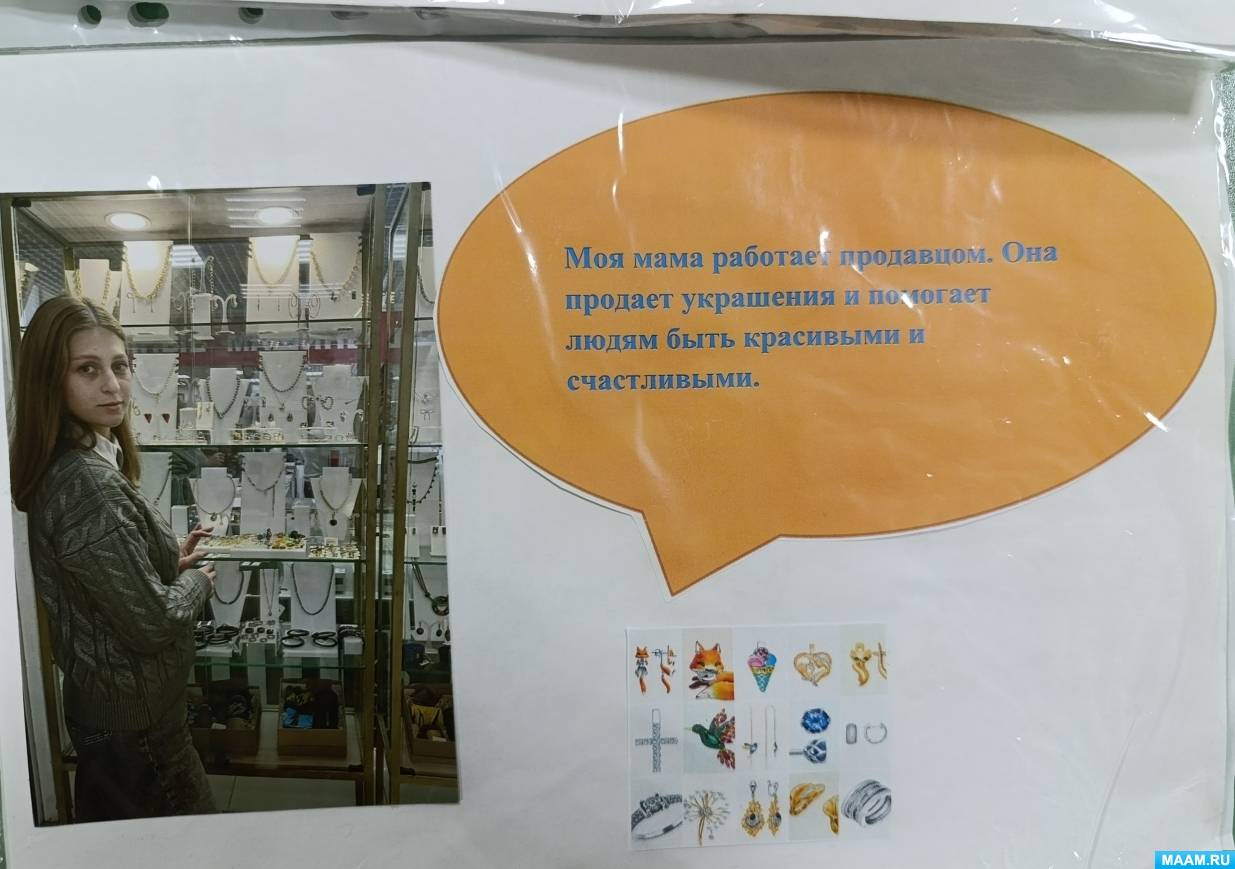 Моя мама работает продавцом. Она
продает украшения и помогает
людям быть красивыми и
счастливыми.
MAAM.RU